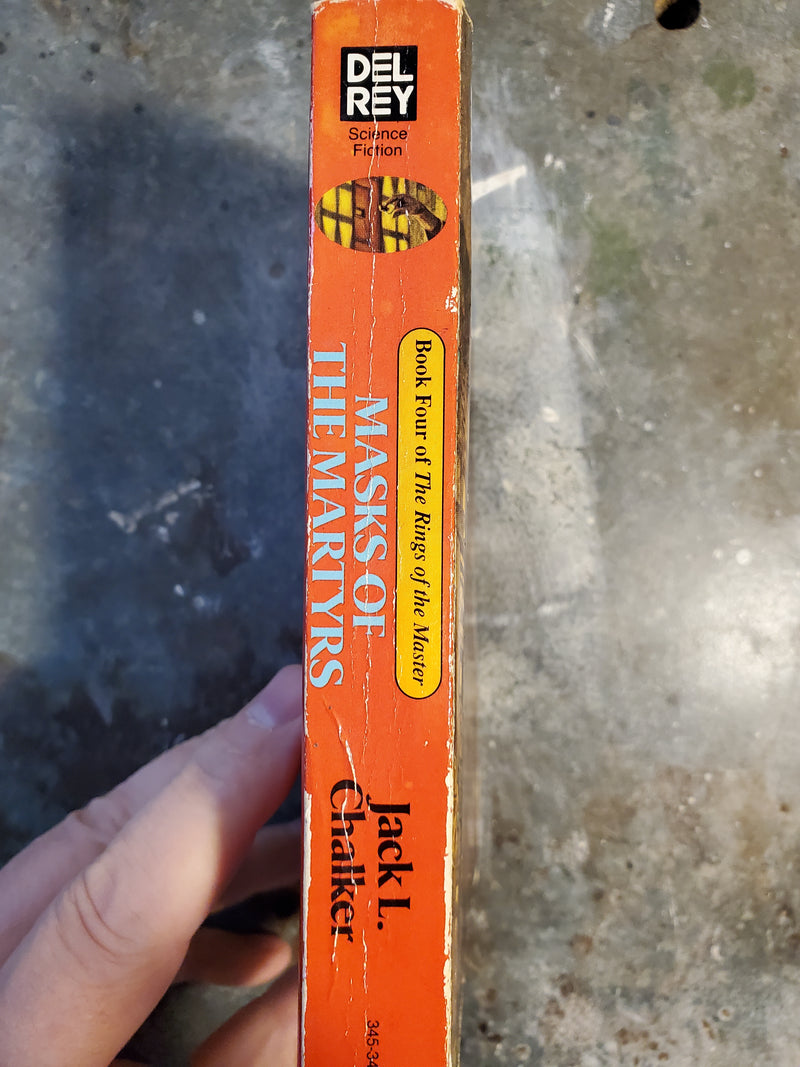 DEL
REY
Science
Fiction
Book Four of The Rings of the Master
MASKS OF
THE MARTYRS
Jack L.
Chalker
345-34